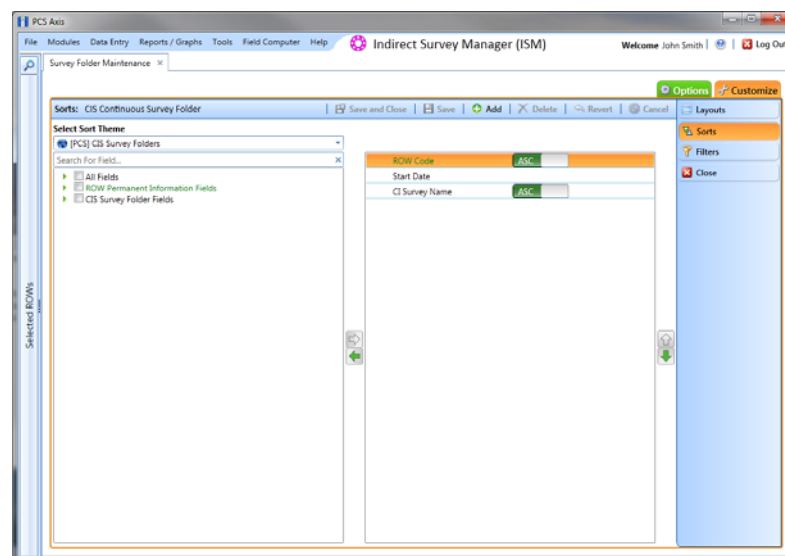 PCS Axis
File Modules Data Entry Reports / Graphs Tools Field Computer Help Indirect Survey Manager (ISM) Welcome John Smith | | Log Out
Survey Folder Maintenance ×
Options Customize
Sorts: CIS Continuous Survey Folder | Save and Close | Save | Add | Delete | Revert | Cancel
Layouts
Select Sort Theme
Sorts
[PCS] CIS Survey Folders
Filters
Search For Field... ×
ROW Code ASC
Close
All Fields
Start Date
ROW Permanent Information Fields
CI Survey Name ASC
CIS Survey Folder Fields
Selected ROWs